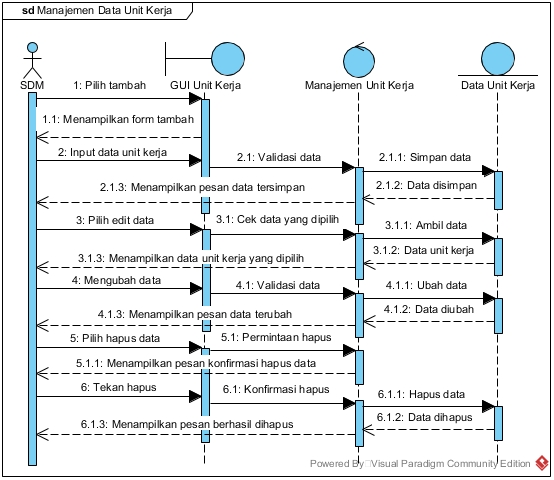 sd Manajemen Data Unit Kerja
SDM
GUI Unit Kerja
Manajemen Unit Kerja
Data Unit Kerja
1: Pilih tambah
1.1: Menampilkan form tambah
2: Input data unit kerja
2.1: Validasi data
2.1.1: Simpan data
2.1.2: Data disimpan
2.1.3: Menampilkan pesan data tersimpan
3: Pilih edit data
3.1: Cek data yang dipilih
3.1.1: Ambil data
3.1.2: Data unit kerja
3.1.3: Menampilkan data unit kerja yang dipilih
4: Mengubah data
4.1: Validasi data
4.1.1: Ubah data
4.1.2: Data diubah
4.1.3: Menampilkan pesan data terubah
5: Pilih hapus data
5.1: Permintaan hapus
5.1.1: Menampilkan pesan konfirmasi hapus data
6: Tekan hapus
6.1: Konfirmasi hapus
6.1.1: Hapus data
6.1.2: Data dihapus
6.1.3: Menampilkan pesan berhasil dihapus
Powered By Visual Paradigm Community Edition